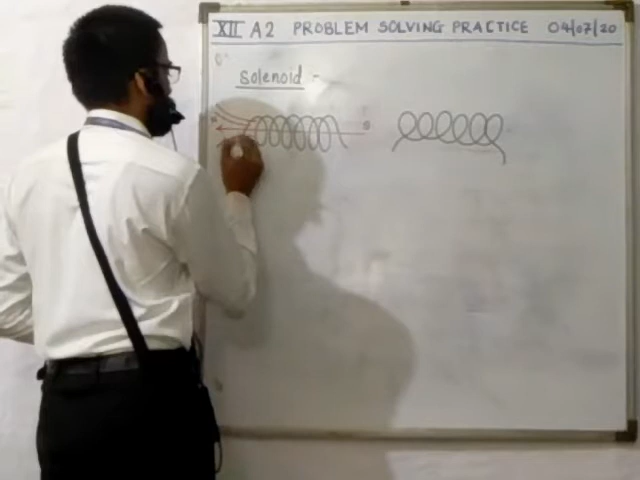 XII A2 PROBLEM SOLVING PRACTICE 04/07/20
Solenoid :-